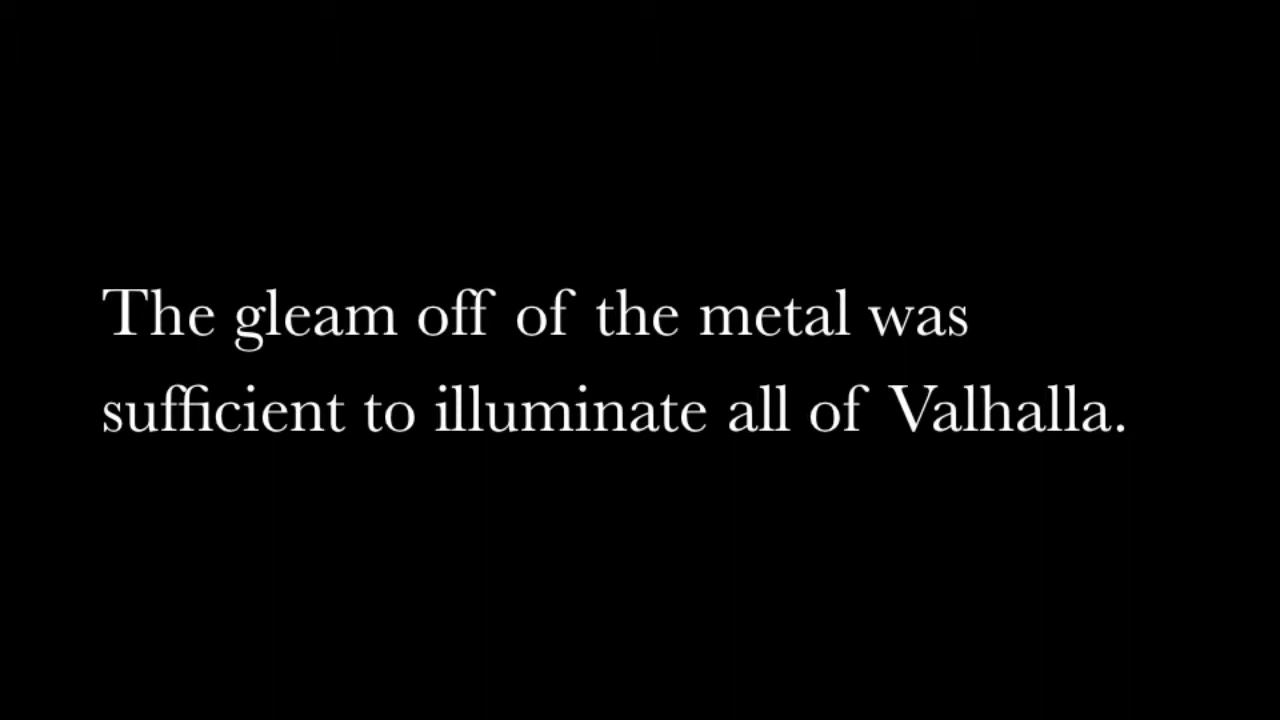 The gleam off of the metal was
sufficient to illuminate all of Valhalla.